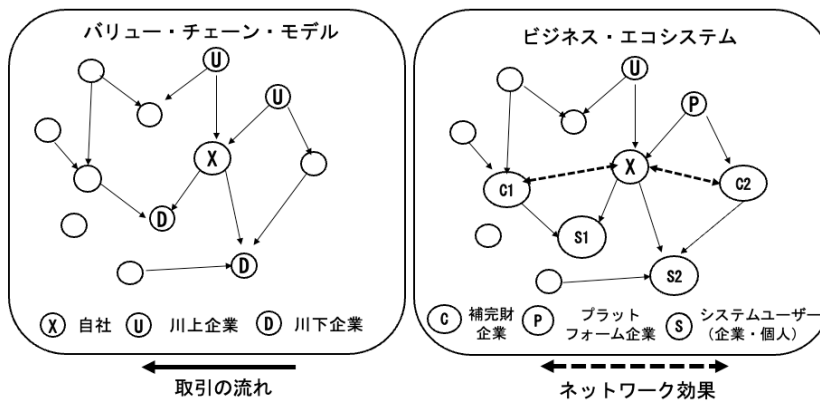 バリュー・チェーン・モデル
U
U
X
D
D
X 自社 U 川上企業 D 川下企業
取引の流れ
ビジネス・エコシステム
U
P
X
C1
C2
S1
S2
C 補完財
企業
P プラット
フォーム企業
S システムユーザー
（企業・個人）
ネットワーク効果